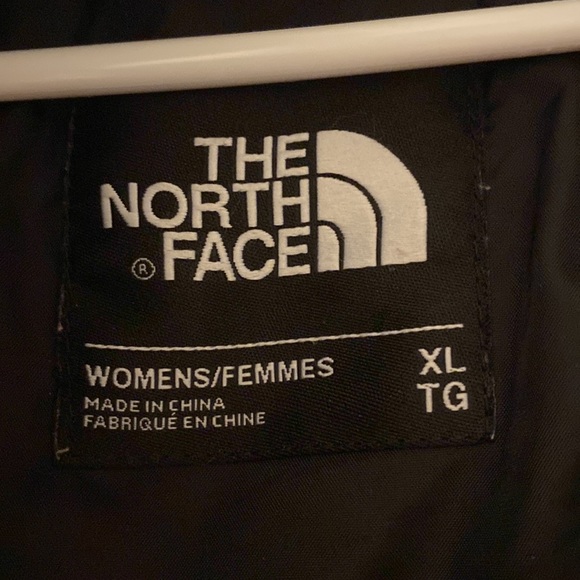 THE
NORTH
® FACE
WOMENS/FEMMES XL
MADE IN CHINA TG
FABRIQUÉ EN CHINE